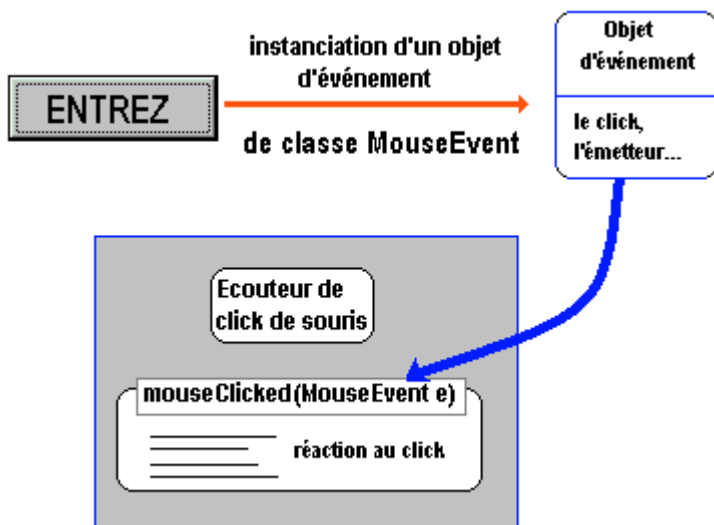 ENTREZ
instanciation d'un objet
d'événement
de classe MouseEvent
Objet
d'événement
le click,
l'émetteur...
Ecouteur de
click de souris
mouseClicked(MouseEvent e)
réaction au click